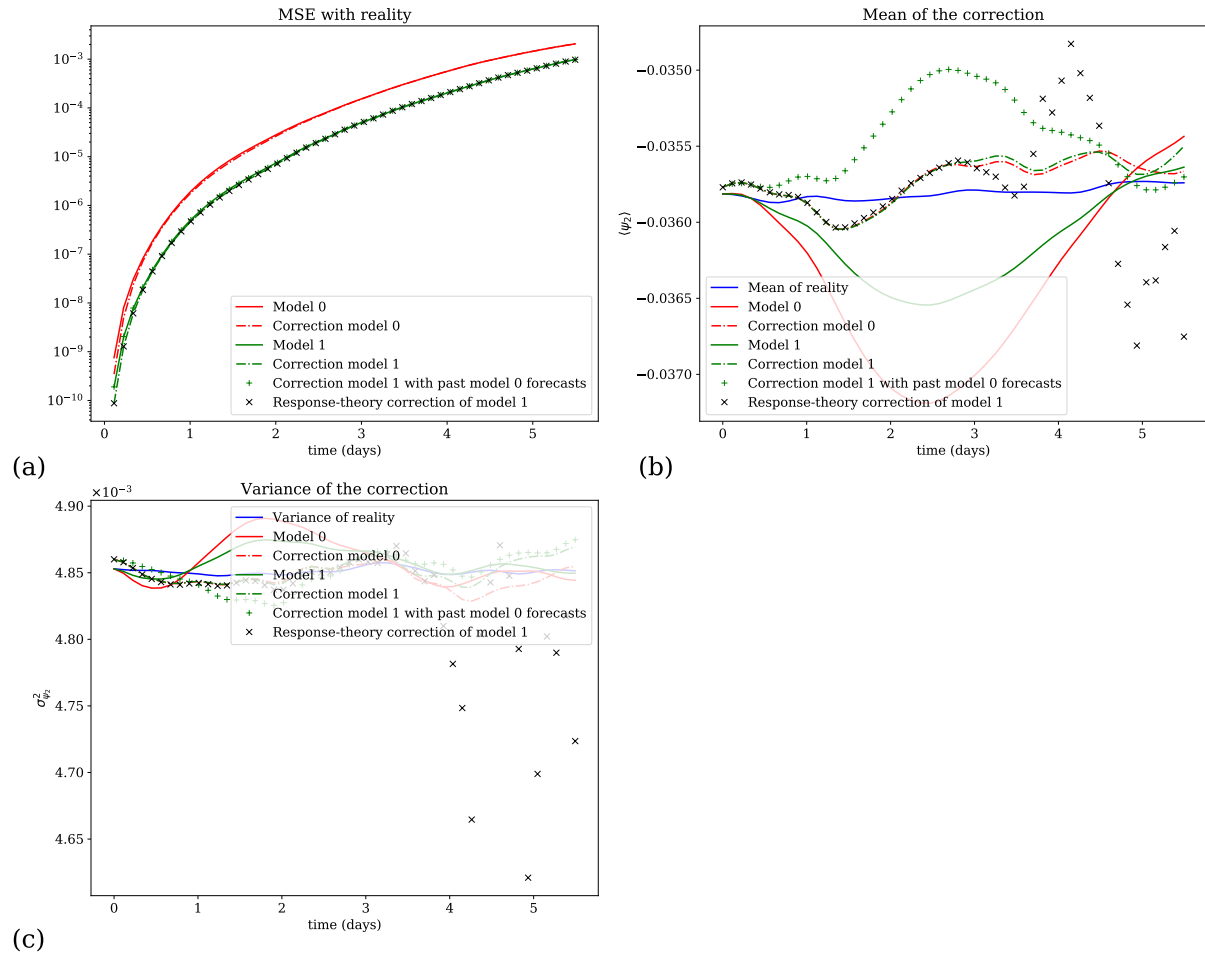 MSE with reality
10⁻³
10⁻⁴
10⁻⁵
10⁻⁶
10⁻⁷
10⁻⁸
10⁻⁹
10⁻¹⁰
Model 0
Correction model 0
Model 1
Correction model 1
Correction model 1 with past model 0 forecasts
Response-theory correction of model 1
0 1 2 3 4 5
time (days)
(a)
Mean of the correction
⟨ψ₂⟩
−0.0350
−0.0355
−0.0360
−0.0365
−0.0370
Mean of reality
Model 0
Correction model 0
Model 1
Correction model 1
Correction model 1 with past model 0 forecasts
Response-theory correction of model 1
0 1 2 3 4 5
time (days)
(b)
Variance of the correction
×10⁻³
4.90
4.85
4.80
4.75
4.70
4.65
σ²_ψ₂
Variance of reality
Model 0
Correction model 0
Model 1
Correction model 1
Correction model 1 with past model 0 forecasts
Response-theory correction of model 1
0 1 2 3 4 5
time (days)
(c)